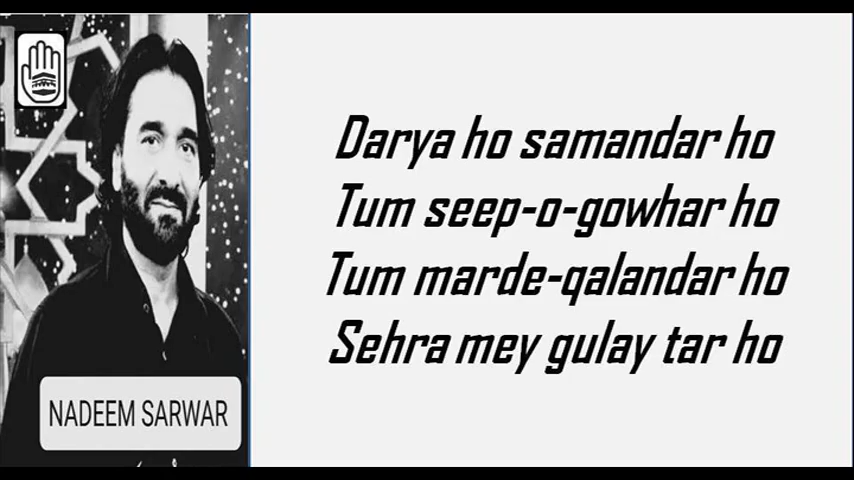 Darya ho samandar ho
Tum seep-o-gowhar ho
Tum marde-qalandar ho
Sehra mey gulay tar ho
NADEEM SARWAR